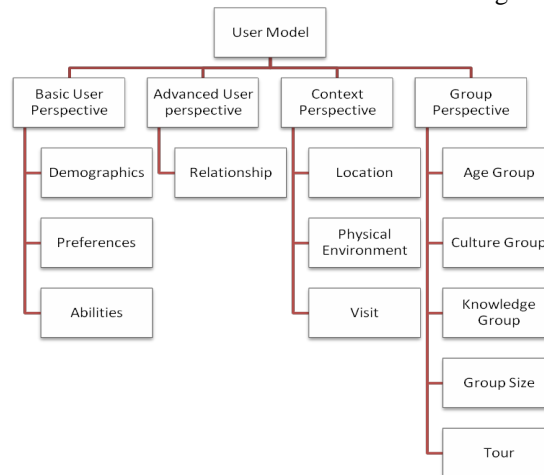 User Model
Basic User
Perspective
Advanced User
perspective
Context
Perspective
Group
Perspective
Demographics
Relationship
Location
Age Group
Preferences
Physical
Environment
Culture Group
Abilities
Visit
Knowledge
Group
Group Size
Tour